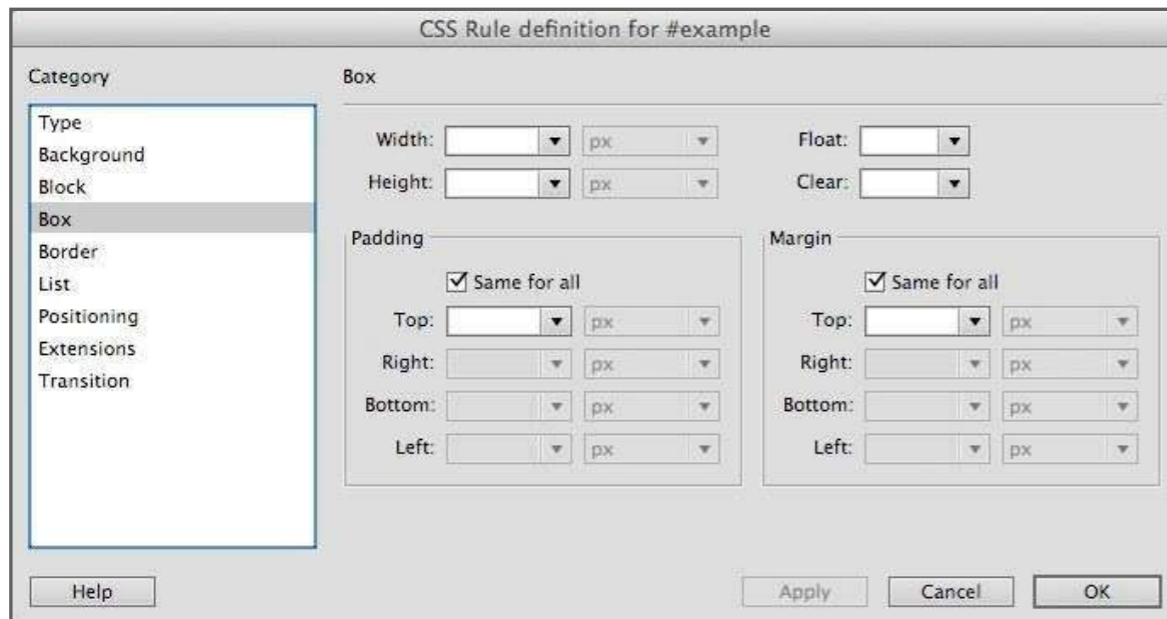 CSS Rule definition for #example
Category
Type
Background
Block
Box
Border
List
Positioning
Extensions
Transition
Box
Width: px
Height: px
Float:
Clear:
Padding
Same for all
Top: px
Right: px
Bottom: px
Left: px
Margin
Same for all
Top: px
Right: px
Bottom: px
Left: px
Help
Apply
Cancel
OK